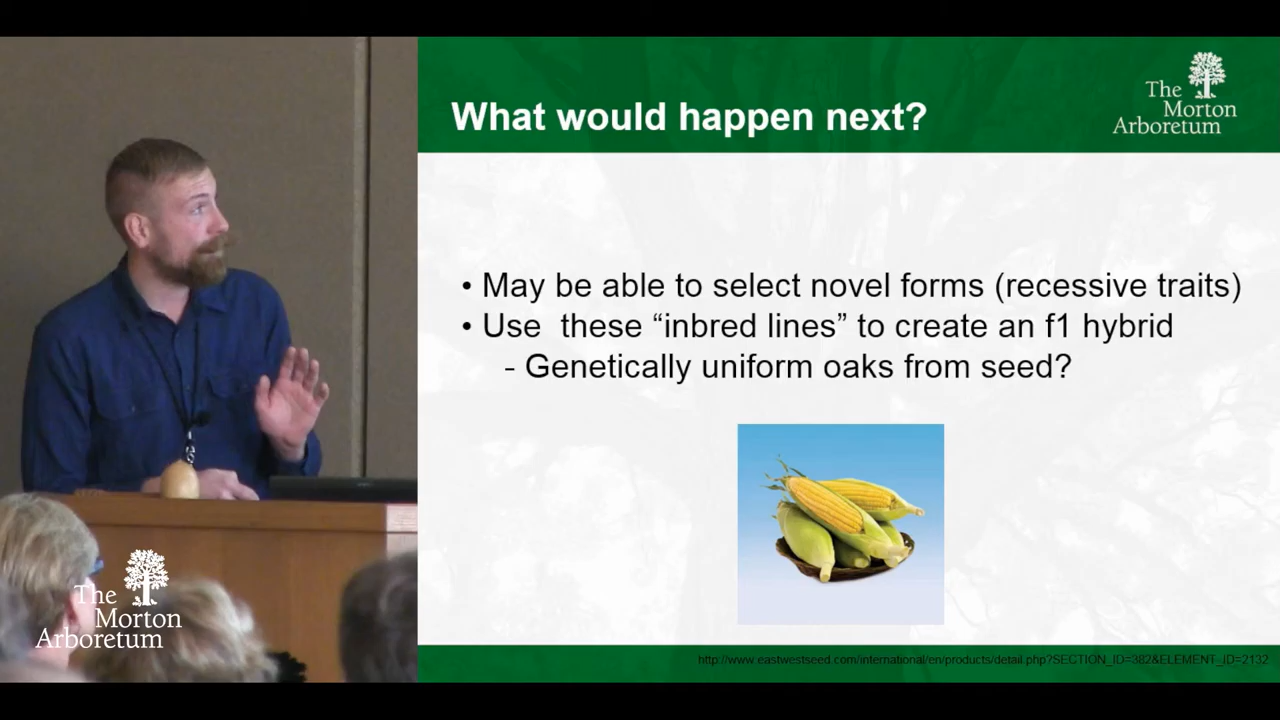 What would happen next?
The
Morton
Arboretum
• May be able to select novel forms (recessive traits)
• Use these “inbred lines” to create an f1 hybrid
- Genetically uniform oaks from seed?
The
Morton
Arboretum
http://www.eastwestseed.com/international/en/products/detail.php?SECTION_ID=382&ELEMENT_ID=2132